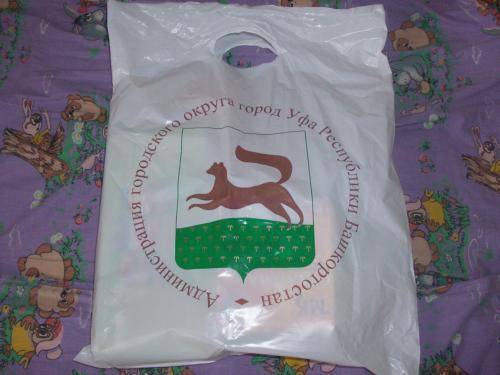 Администрация городского округа город Уфа Республики Башкортостан